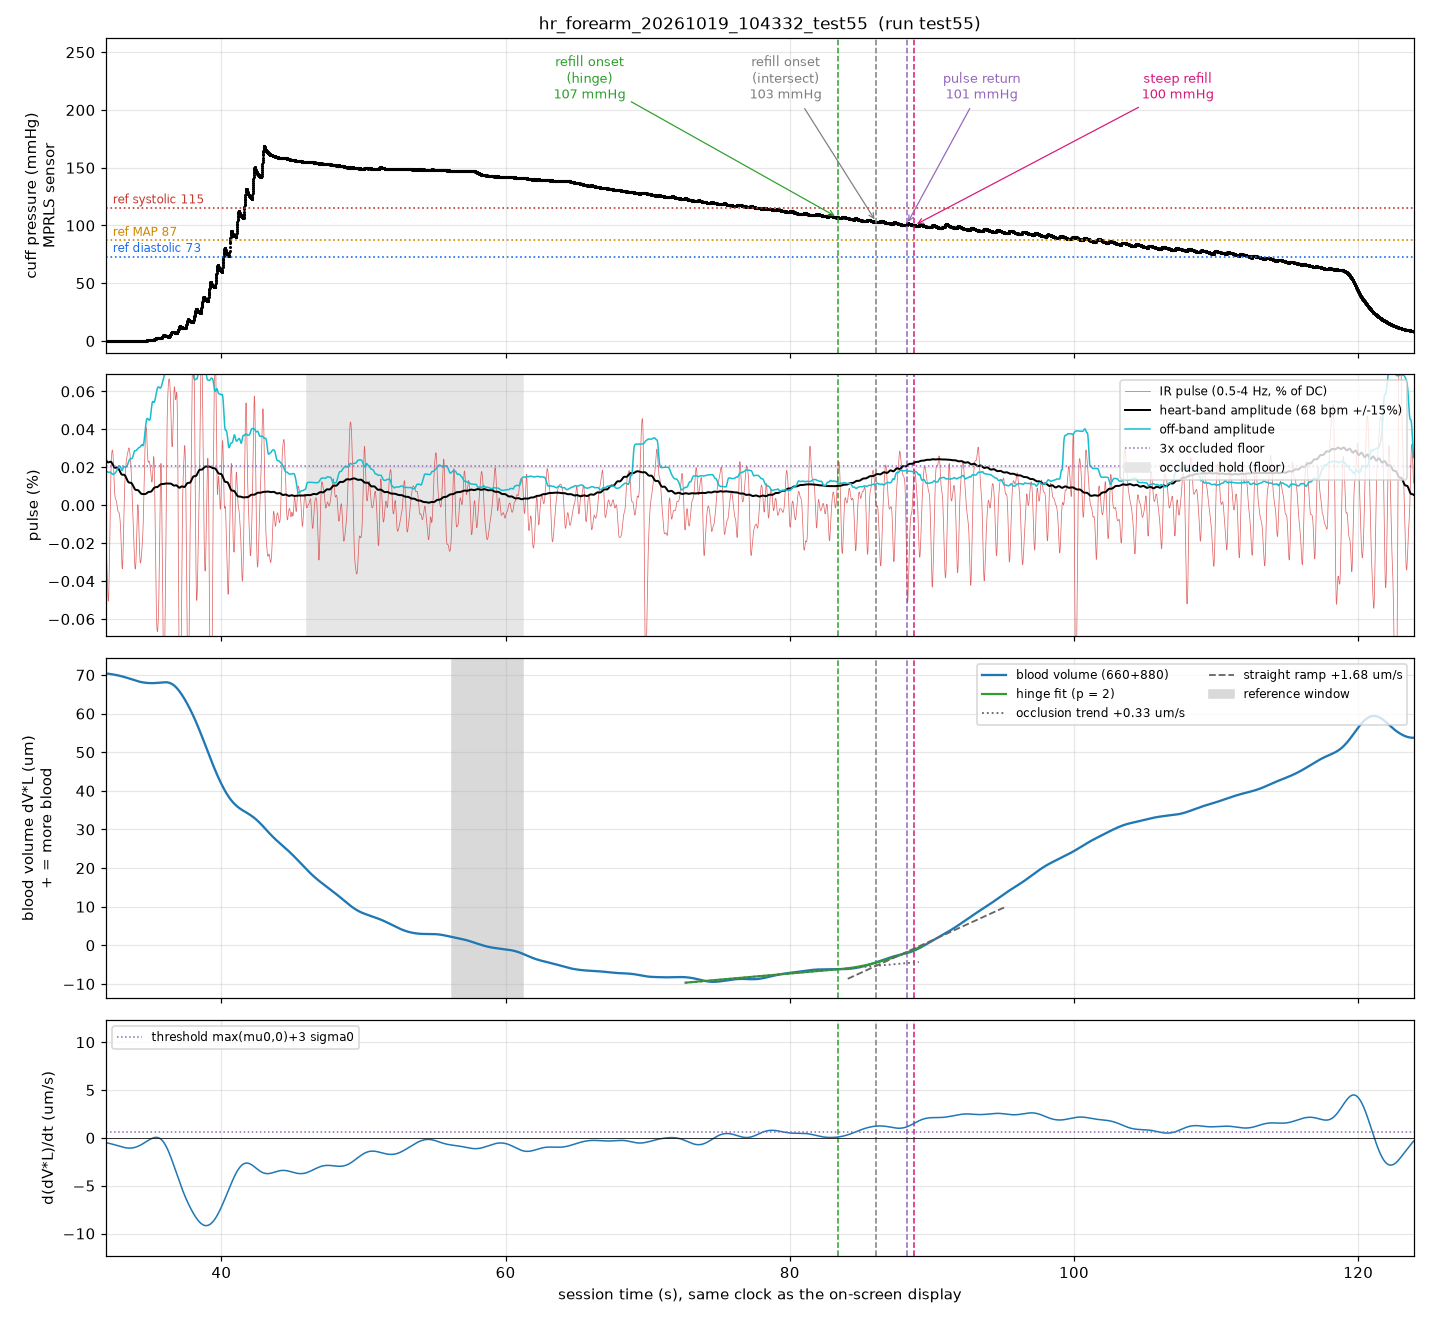 hr_forearm_20261019_104332_test55  (run test55)
250
200
150
100
50
0
cuff pressure (mmHg)
MPRLS sensor
refill onset
(hinge)
107 mmHg
refill onset
(intersect)
103 mmHg
pulse return
101 mmHg
steep refill
100 mmHg
ref systolic 115
ref MAP 87
ref diastolic 73
0.06
0.04
0.02
0.00
−0.02
−0.04
−0.06
pulse (%)
IR pulse (0.5-4 Hz, % of DC)
heart-band amplitude (68 bpm +/-15%)
off-band amplitude
3x occluded floor
occluded hold (floor)
70
60
50
40
30
20
10
0
−10
blood volume dV*L (um)
+ = more blood
blood volume (660+880)
hinge fit (p = 2)
occlusion trend +0.33 um/s
straight ramp +1.68 um/s
reference window
10
5
0
−5
−10
d(dV*L)/dt (um/s)
threshold max(mu0,0)+3 sigma0
40
60
80
100
120
session time (s), same clock as the on-screen display